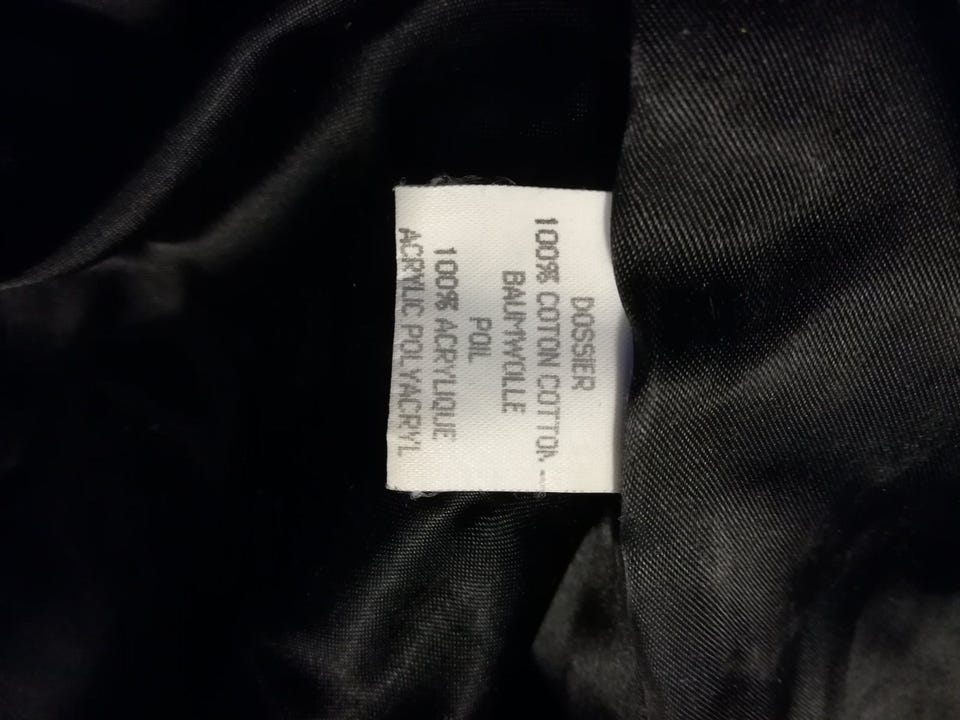 DOSSIER
100% COTON COTTON
BAUMWOLLE
POIL
100% ACRYLIQUE
ACRYLIC POLYACRYL